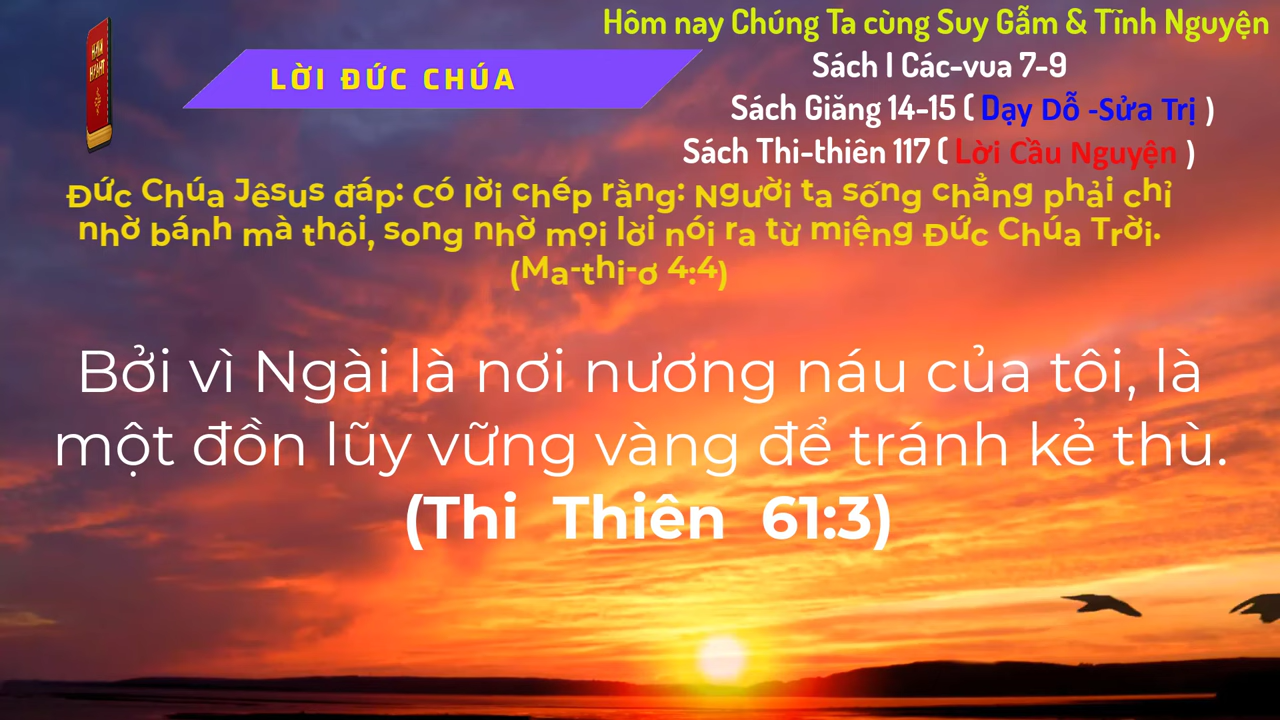 Hôm nay Chúng Ta cùng Suy Gẫm & Tĩnh Nguyện
Sách I Các-vua 7-9
Sách Giăng 14-15 ( Dạy Dỗ -Sửa Trị )
Sách Thi-thiên 117 ( Lời Cầu Nguyện )
LỜI ĐỨC CHÚA
Đức Chúa Jêsus đáp: Có lời chép rằng: Người ta sống chẳng phải chỉ
nhờ bánh mà thôi, song nhờ mọi lời nói ra từ miệng Đức Chúa Trời.
(Ma-thi-ơ 4:4)
Bởi vì Ngài là nơi nương náu của tôi, là
một đồn lũy vững vàng để tránh kẻ thù.
(Thi Thiên 61:3)